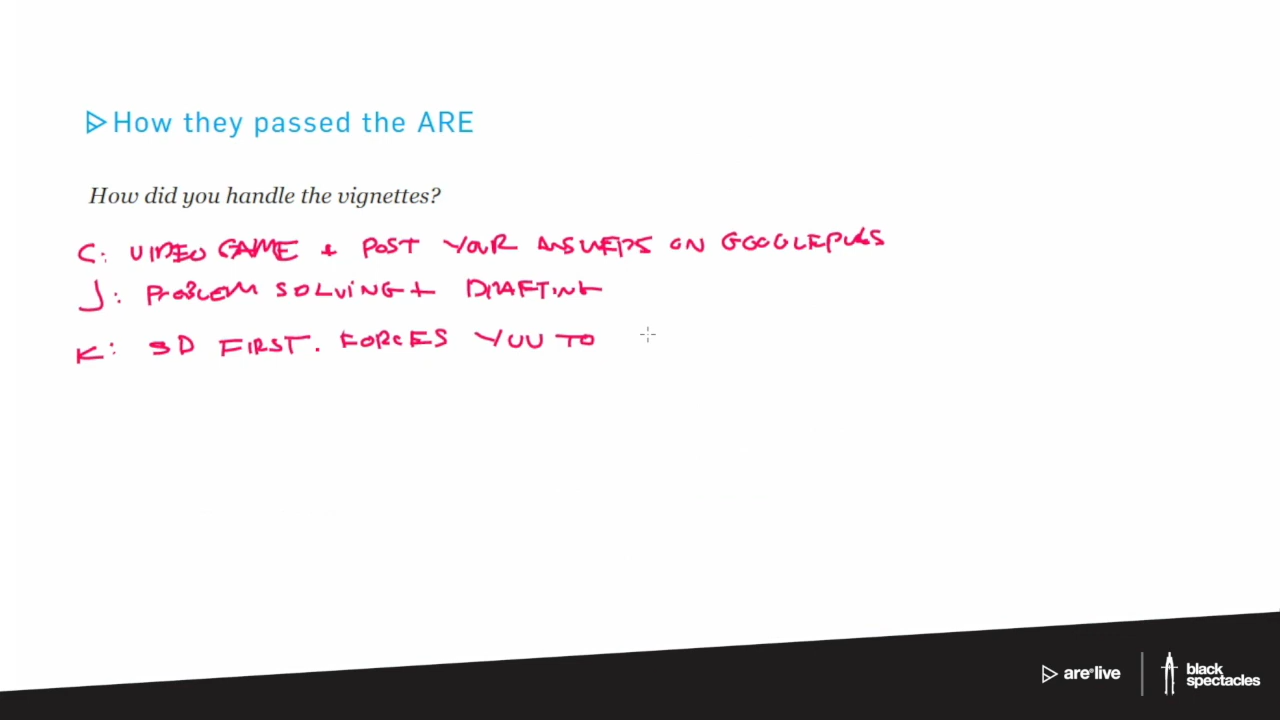 How they passed the ARE
How did you handle the vignettes?
C: VIDEO GAME + POST YOUR ANSWERS ON GOOGLEPLUS
J: PROBLEM SOLVING + DRAFTING
K: SD FIRST. FORCES YOU TO
are live
black
spectacles